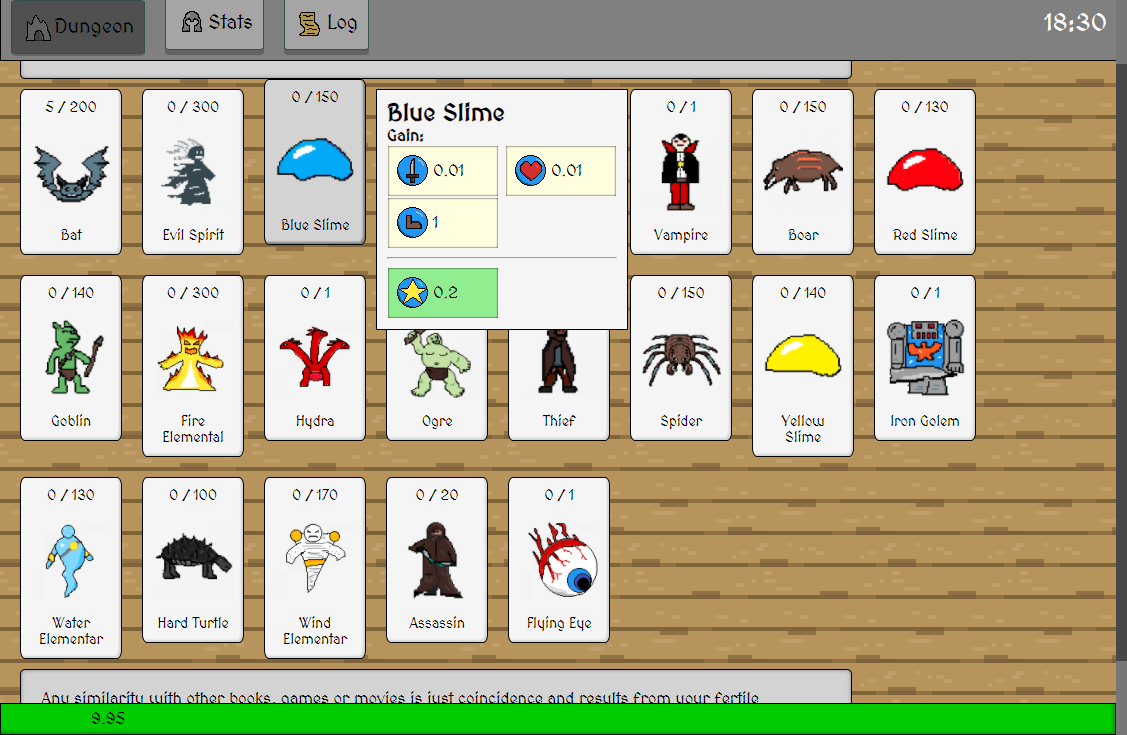 Dungeon
Stats
Log
18:30
5 / 200
Bat
0 / 300
Evil Spirit
0 / 150
Blue Slime
Blue Slime
Gain:
0.01
0.01
1
0.2
0 / 1
Vampire
0 / 150
Boar
0 / 130
Red Slime
0 / 140
Goblin
0 / 300
Fire
Elemental
0 / 1
Hydra
Ogre
Thief
0 / 150
Spider
0 / 140
Yellow
Slime
0 / 1
Iron Golem
0 / 130
Water
Elementar
0 / 100
Hard Turtle
0 / 170
Wind
Elementar
0 / 20
Assassin
0 / 1
Flying Eye
Any similarity with other books, games or movies is just coincidence and results from your fertile
9.95